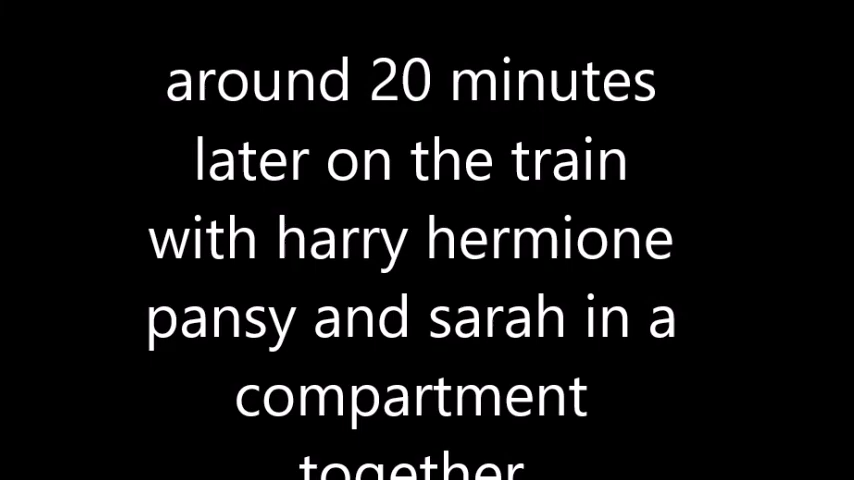 around 20 minutes
later on the train
with harry hermione
pansy and sarah in a
compartment
together